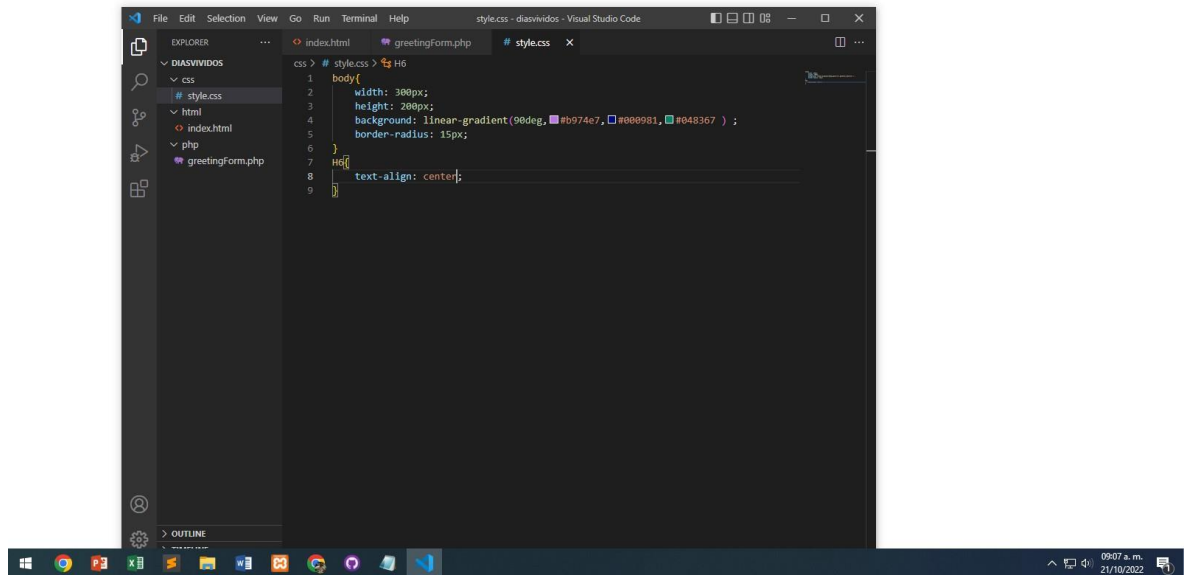 File Edit Selection View Go Run Terminal Help style.css - diasvividos - Visual Studio Code
EXPLORER
index.html greetingForm.php # style.css
DIASVIVIDOS
css
# style.css
html
index.html
php
greetingForm.php
css > # style.css > H6
1 body{
2 width: 300px;
3 height: 200px;
4 background: linear-gradient(90deg,#b974e7,#000981,#048367 ) ;
5 border-radius: 15px;
6 }
7 H6{
8 text-align: center;
9 }
> OUTLINE
09:07 a. m.
21/10/2022